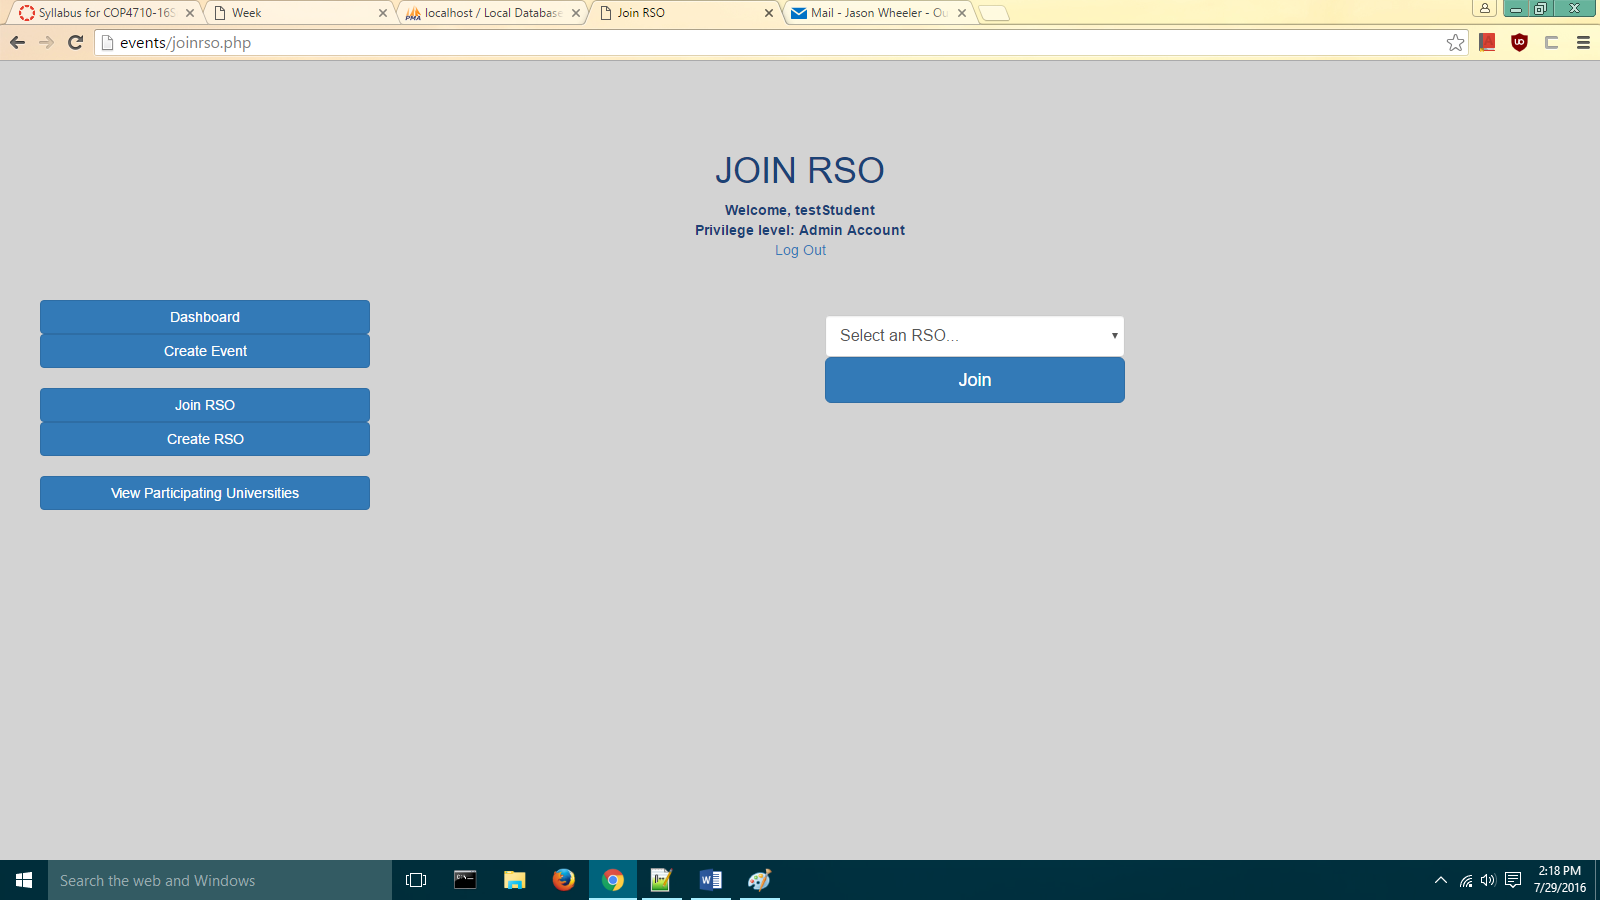 Syllabus for COP4710-16S
Week
localhost / Local Database
Join RSO
Mail - Jason Wheeler - Ou
events/joinrso.php
JOIN RSO
Welcome, testStudent
Privilege level: Admin Account
Log Out
Dashboard
Create Event
Join RSO
Create RSO
View Participating Universities
Select an RSO...
Join
Search the web and Windows
2:18 PM
7/29/2016